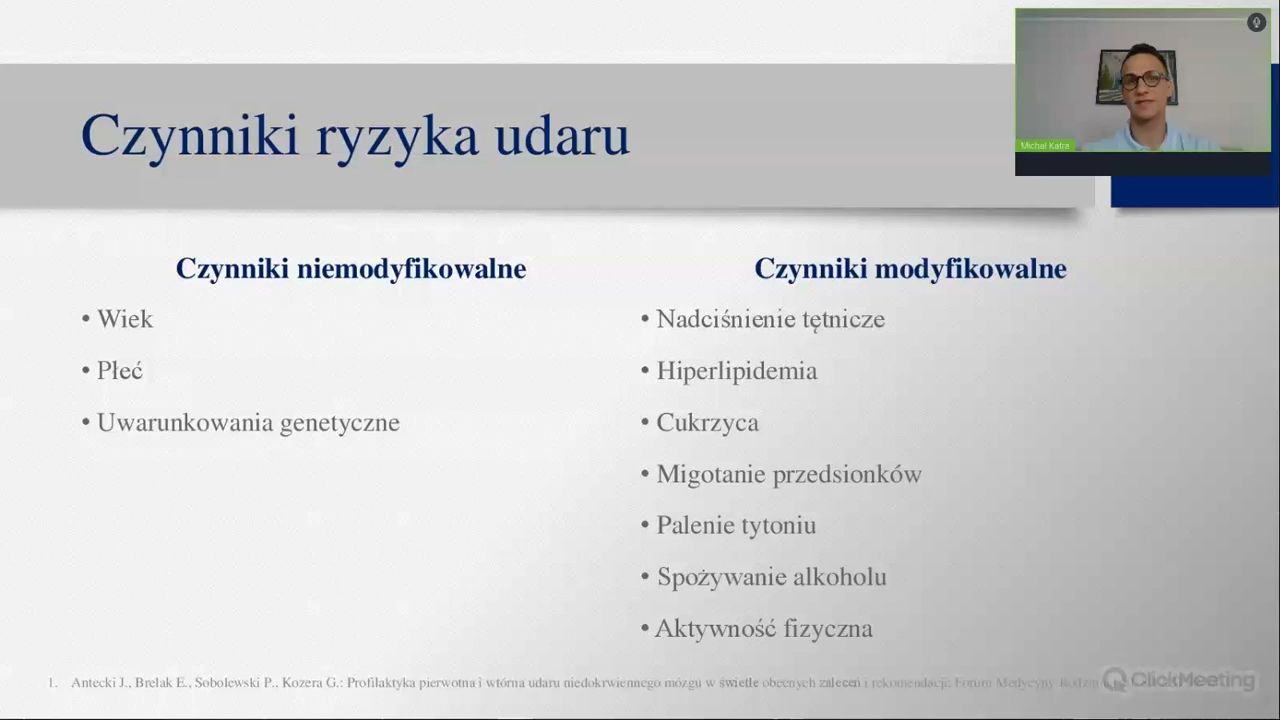 Czynniki ryzyka udaru
Michał Katra
Czynniki niemodyfikowalne
• Wiek
• Płeć
• Uwarunkowania genetyczne
Czynniki modyfikowalne
• Nadciśnienie tętnicze
• Hiperlipidemia
• Cukrzyca
• Migotanie przedsionków
• Palenie tytoniu
• Spożywanie alkoholu
• Aktywność fizyczna
1. Antecki J., Brelak E., Sobolewski P., Kozera G.: Profilaktyka pierwotna i wtórna udaru niedokrwiennego mózgu w świetle obecnych zaleceń i rekomendacji: Forum Medycyny
ClickMeeting